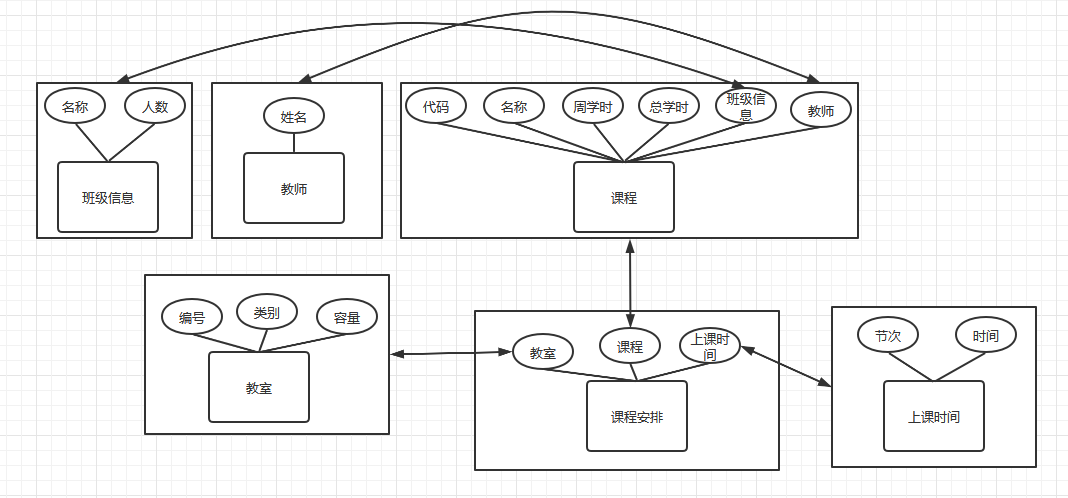 名称
人数
班级信息
姓名
教师
代码
名称
周学时
总学时
班级信
息
教师
课程
编号
类别
容量
教室
教室
课程
上课时
间
课程安排
节次
时间
上课时间